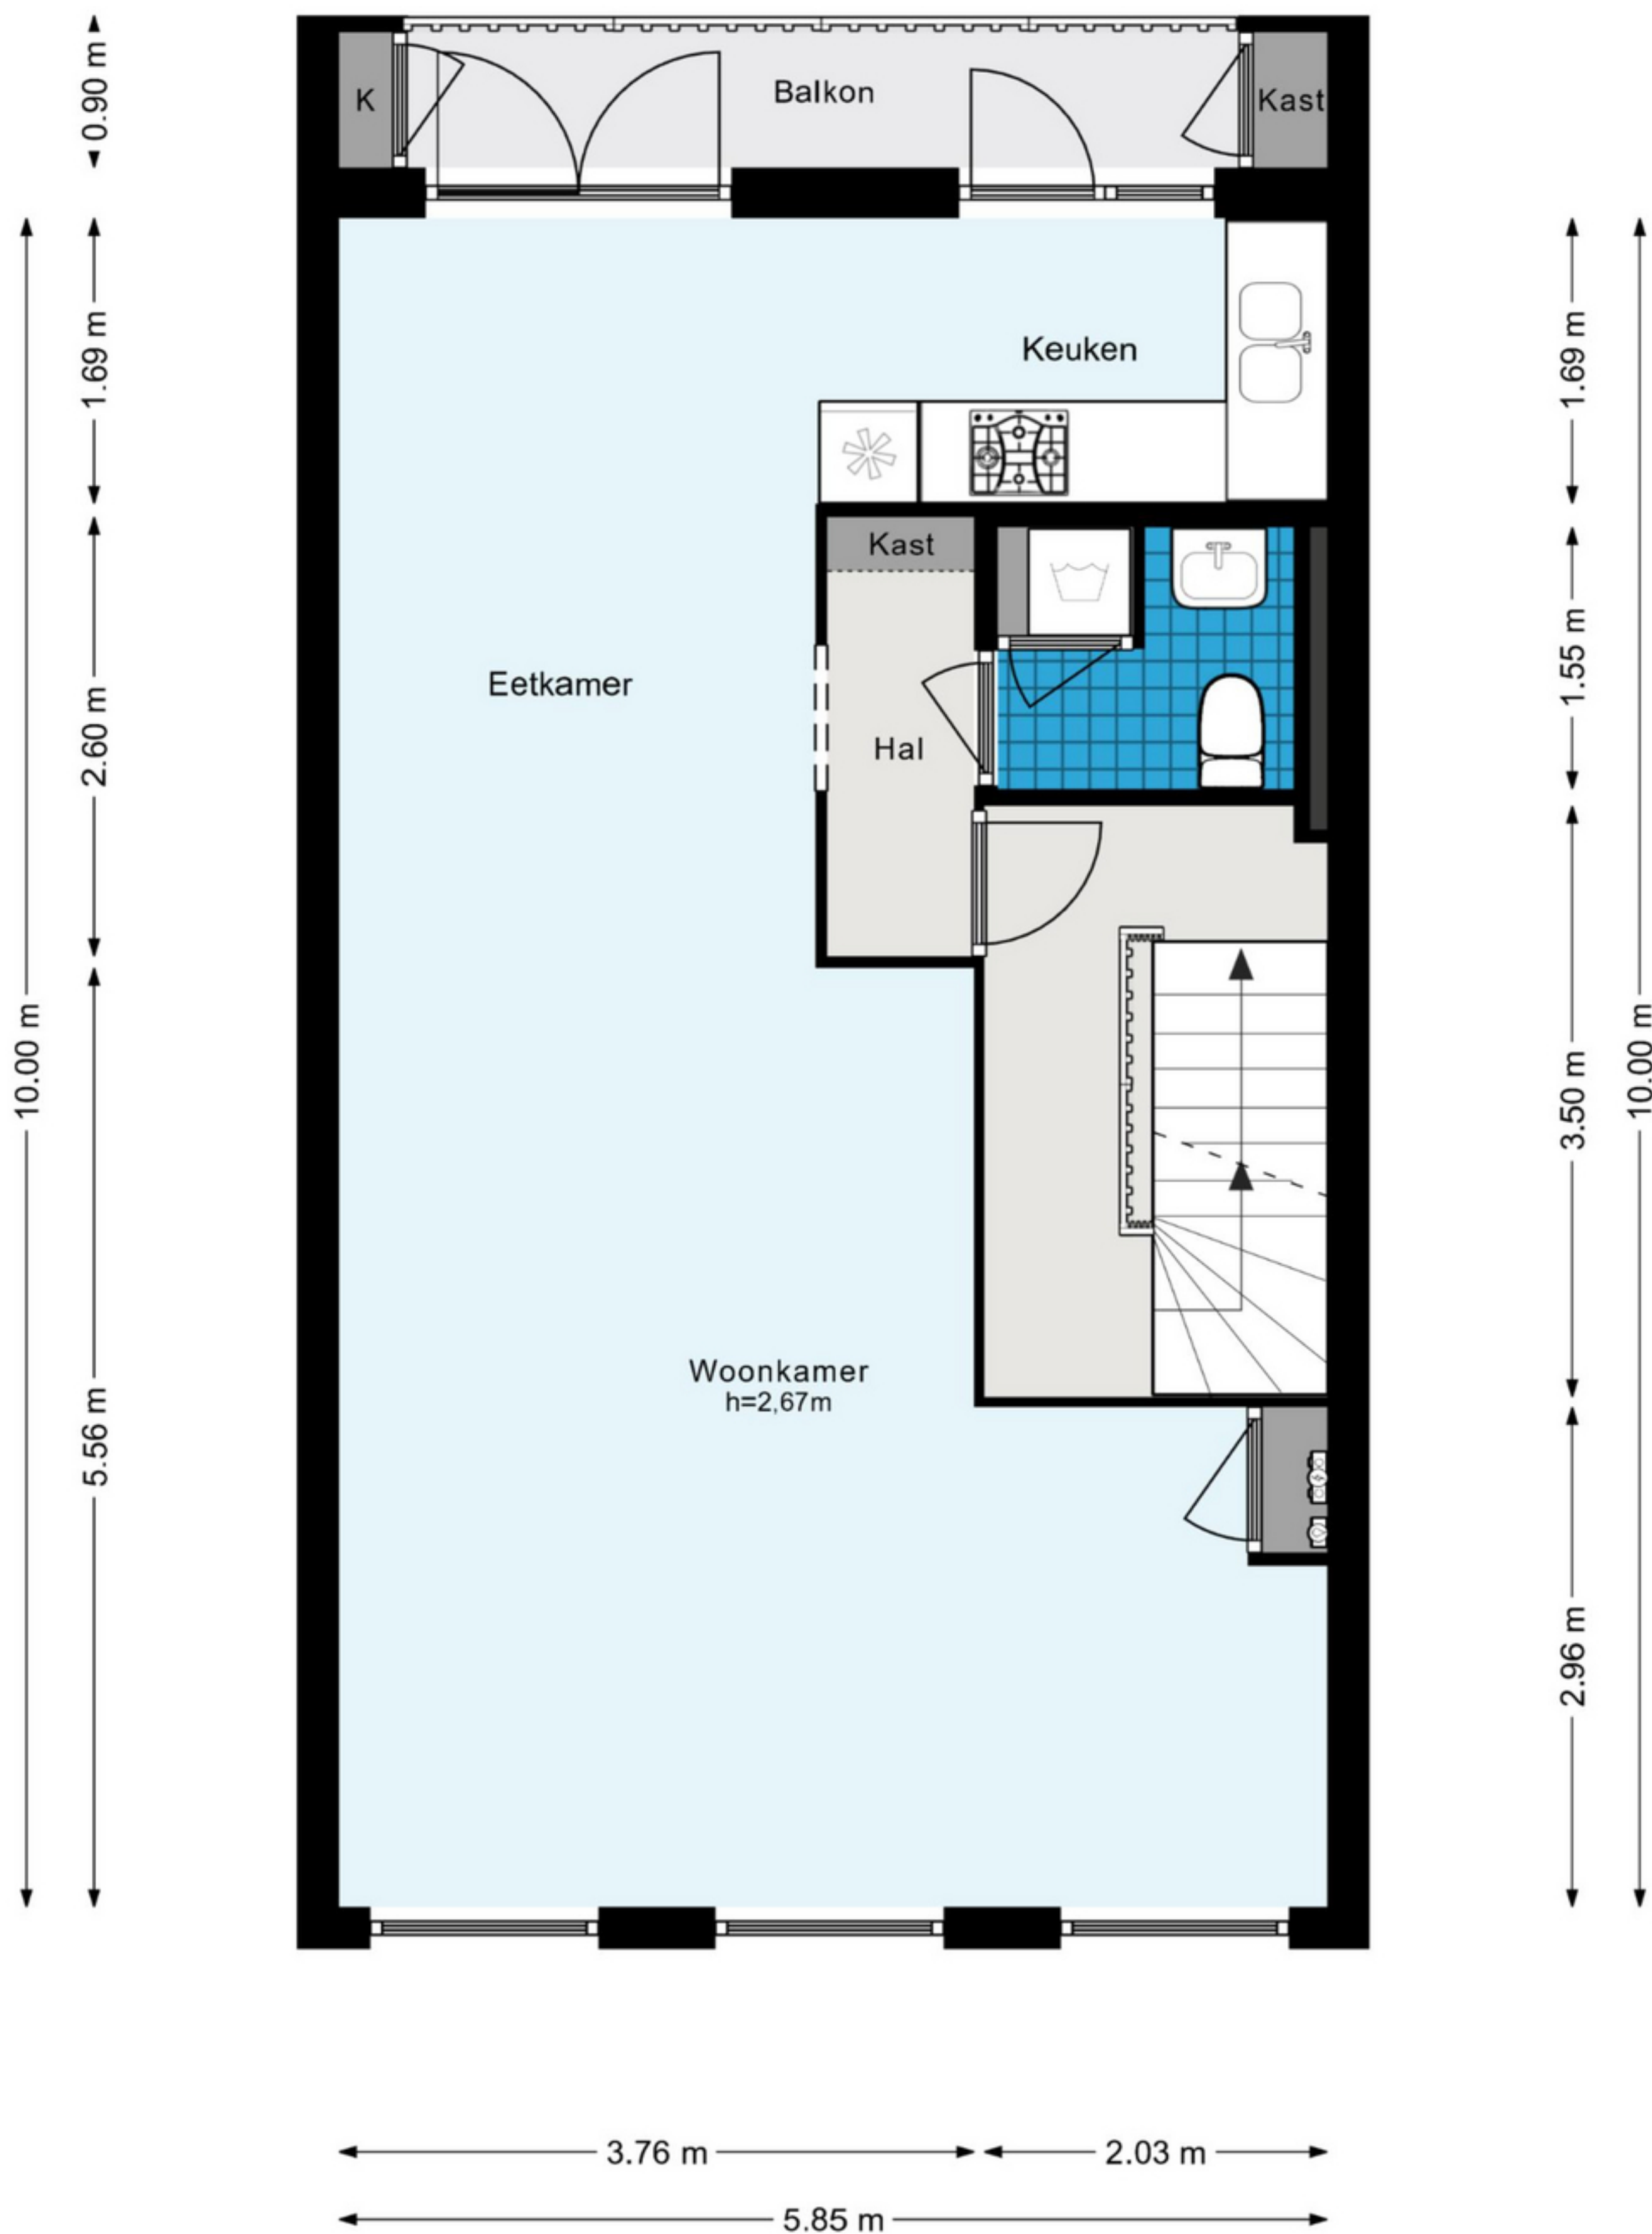 0.90 m
K
Balkon
Kast
1.69 m
Keuken
1.69 m
Kast
2.60 m
Eetkamer
Hal
1.55 m
10.00 m
3.50 m
10.00 m
5.56 m
Woonkamer
h=2,67m
2.96 m
3.76 m
2.03 m
5.85 m